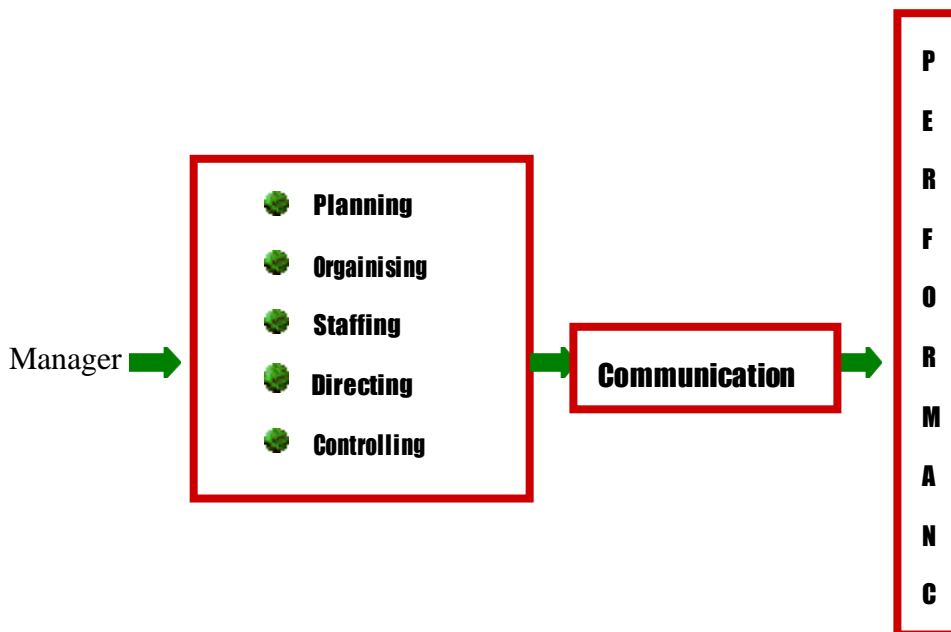 Manager
Planning
Orgainising
Staffing
Directing
Controlling
Communication
P
E
R
F
O
R
M
A
N
C